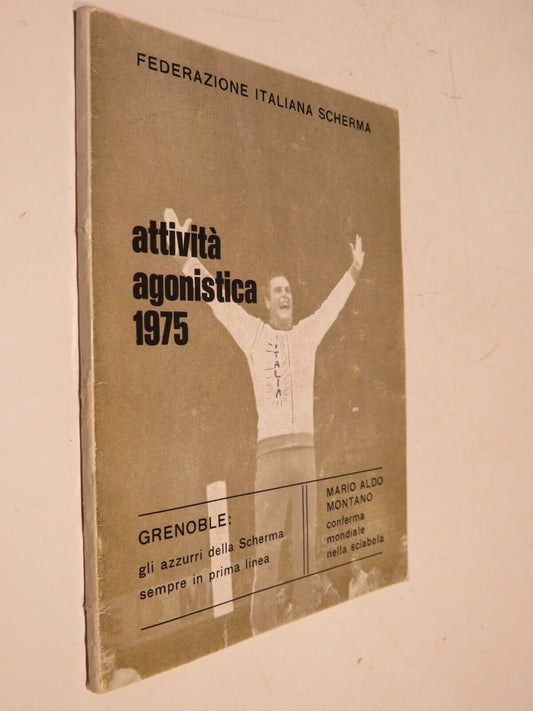 FEDERAZIONE ITALIANA SCHERMA
attività
agonistica
1975
ITALIA
GRENOBLE:
gli azzurri della Scherma
sempre in prima linea
MARIO ALDO
MONTANO
conferma
mondiale
nella sciabola